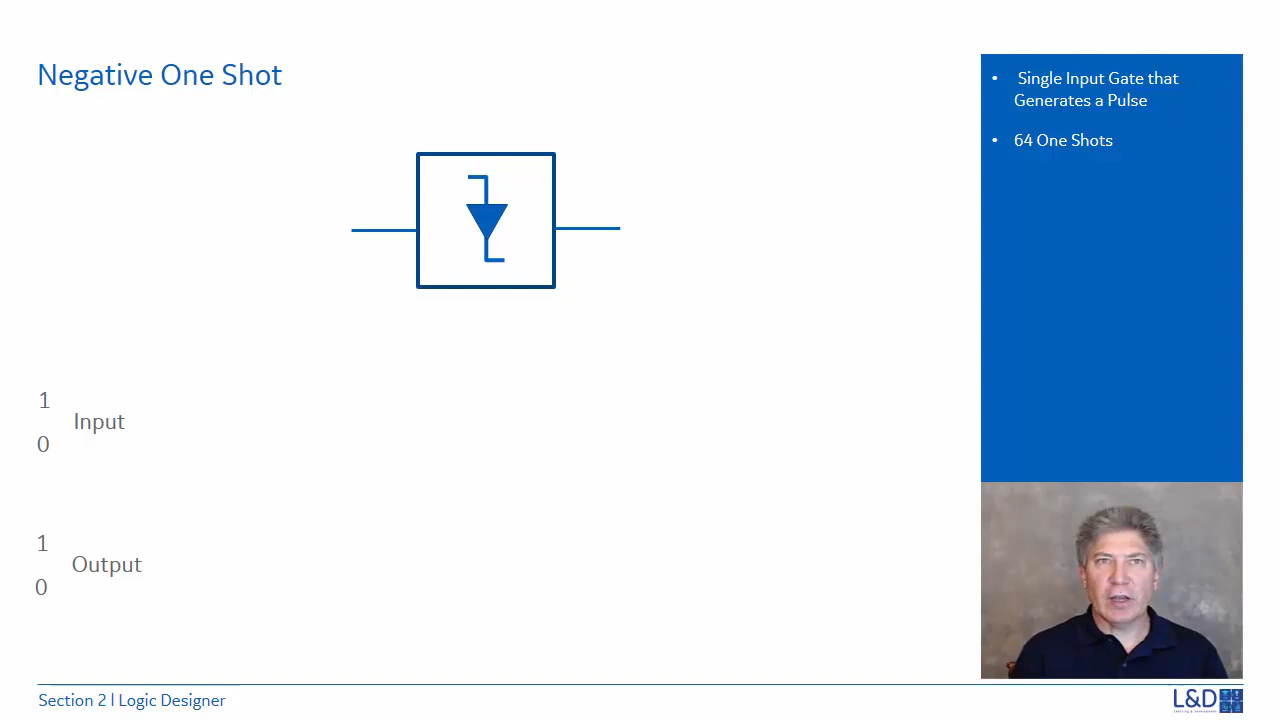 Negative One Shot
• Single Input Gate that
Generates a Pulse
• 64 One Shots
1
Input
0
1
Output
0
Section 2 l Logic Designer
L&D